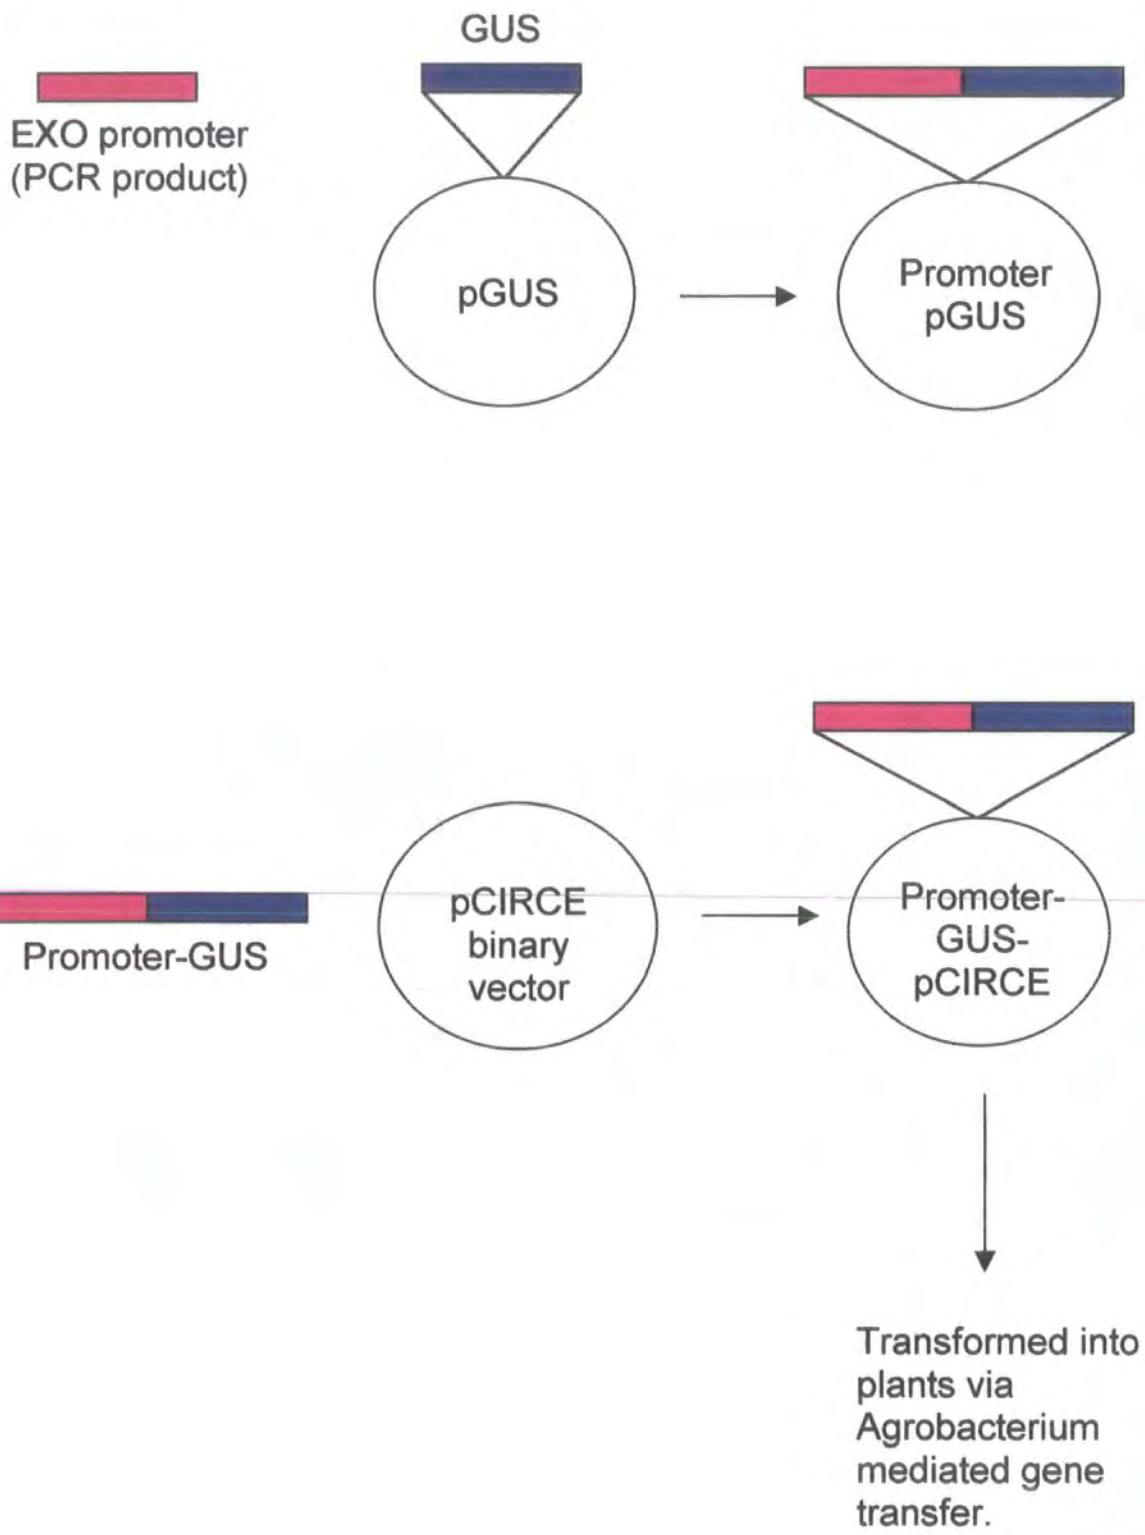 GUS
EXO promoter
(PCR product)
pGUS
Promoter
pGUS
Promoter-GUS
pCIRCE
binary
vector
Promoter-
GUS-
pCIRCE
Transformed into
plants via
Agrobacterium
mediated gene
transfer.